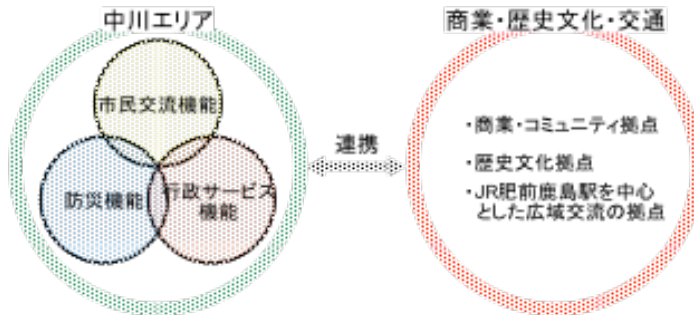 中川エリア
市民交流機能
防災機能
行政サービス
機能
連携
商業・歴史文化・交通
・商業・コミュニティ拠点
・歴史文化拠点
・JR肥前鹿島駅を中心
とした広域交流の拠点